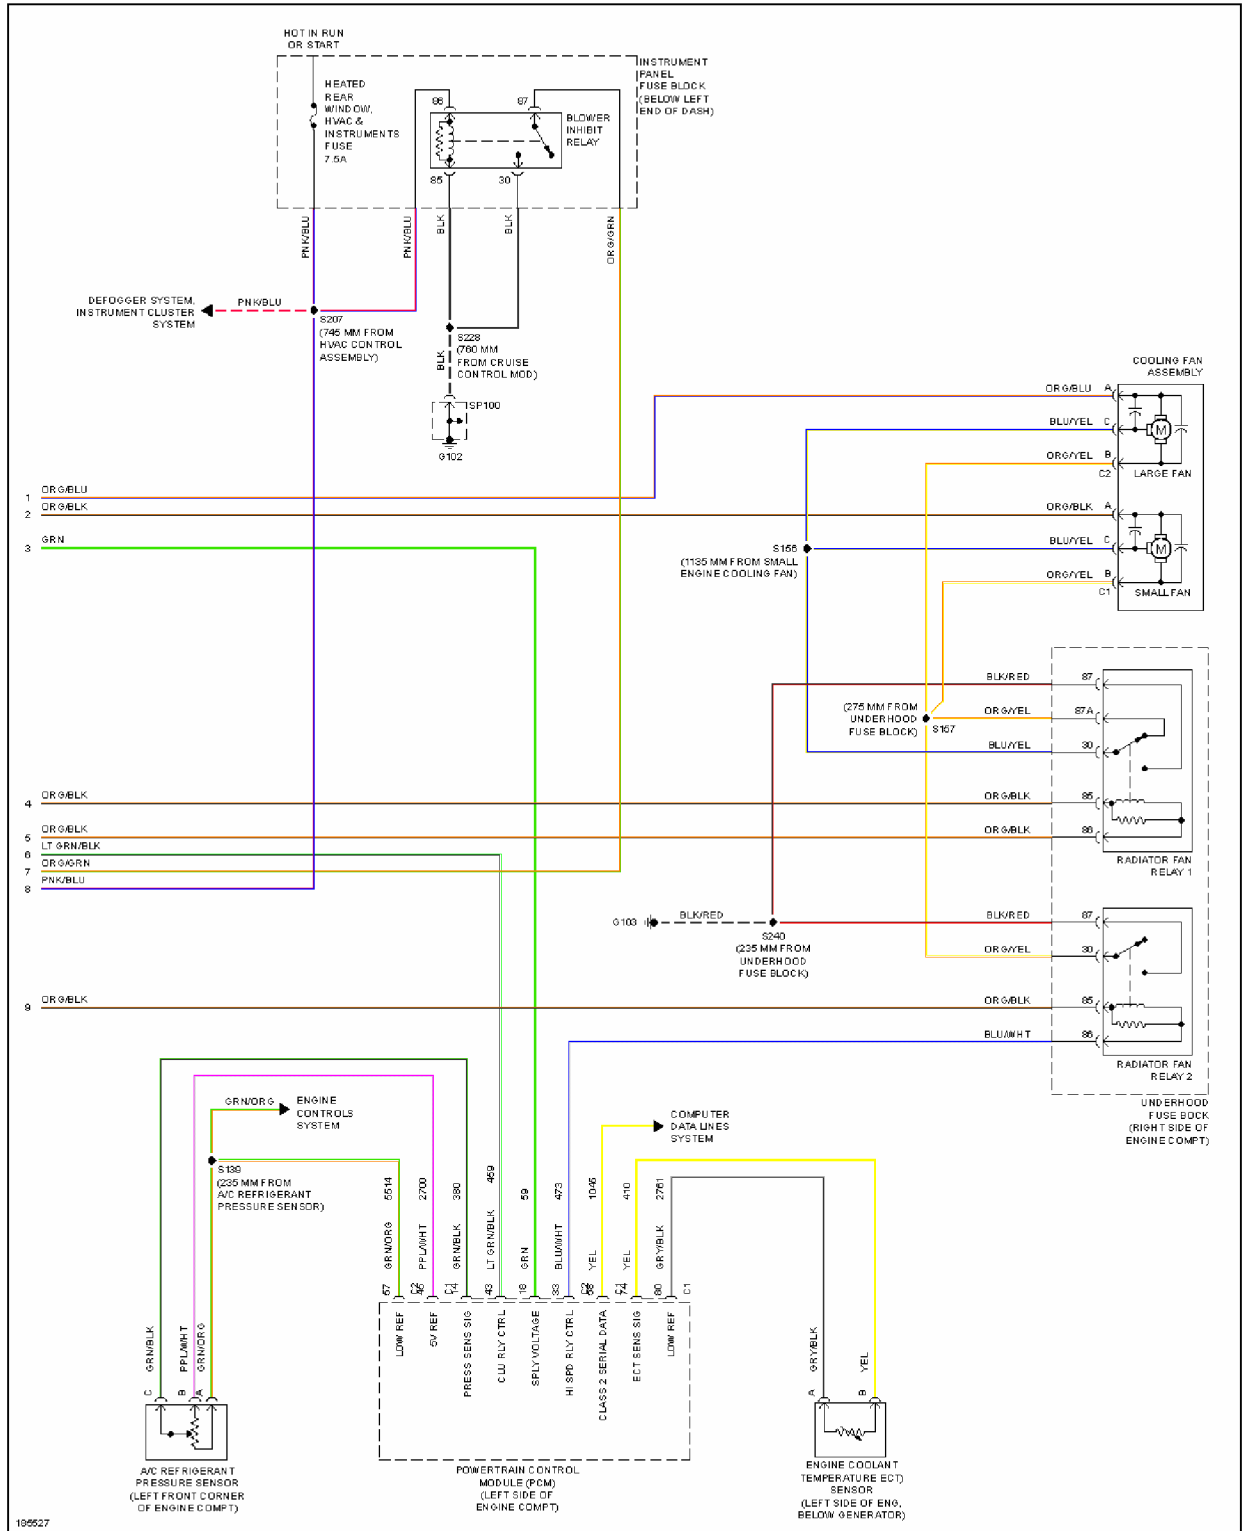 HOT IN RUN
OR START
HEATED
REAR
WINDOW,
HVAC &
INSTRUMENTS
FUSE
7.5A
86
87
BLOWER
INHIBIT
RELAY
85
30
INSTRUMENT
PANEL
FUSE BLOCK
(BELOW LEFT
END OF DASH)
PNK/BLU
PNK/BLU
BLK
BLK
ORG/GRN
DEFOGGER SYSTEM,
INSTRUMENT CLUSTER
SYSTEM
PNK/BLU
S207
(745 MM FROM
HVAC CONTROL
ASSEMBLY)
S228
(760 MM
FROM CRUISE
CONTROL MOD)
BLK
SP100
G102
COOLING FAN
ASSEMBLY
ORG/BLU A
BLU/YEL C
M
ORG/YEL B
C2
LARGE FAN
ORG/BLK A
BLU/YEL C
M
ORG/YEL B
C1
SMALL FAN
1 ORG/BLU
2 ORG/BLK
3 GRN
S156
(1135 MM FROM SMALL
ENGINE COOLING FAN)
BLK/RED 87
ORG/YEL 87A
BLU/YEL 30
(275 MM FROM
UNDERHOOD
FUSE BLOCK)
S157
4 ORG/BLK
ORG/BLK 85
5 ORG/BLK
ORG/BLK 86
6 LT GRN/BLK
7 ORG/GRN
8 PNK/BLU
RADIATOR FAN
RELAY 1
G103
BLK/RED
S240
(235 MM FROM
UNDERHOOD
FUSE BLOCK)
BLK/RED 87
ORG/YEL 30
9 ORG/BLK
ORG/BLK 85
BLU/WHT 86
RADIATOR FAN
RELAY 2
UNDERHOOD
FUSE BOCK
(RIGHT SIDE OF
ENGINE COMPT)
GRN/ORG
ENGINE
CONTROLS
SYSTEM
COMPUTER
DATA LINES
SYSTEM
S139
(235 MM FROM
A/C REFRIGERANT
PRESSURE SENSOR)
5514
2700
380
459
59
473
1045
410
2761
GRN/ORG
PPL/WHT
GRN/BLK
LT GRN/BLK
GRN
BLU/WHT
YEL
YEL
GRY/BLK
57
C2
45
C1
14
43
18
33
C2
58
C1
74
80
C1
LOW REF
5V REF
PRESS SENS SIG
CLU RLY CTRL
SPLY VOLTAGE
HI SPD RLY CTRL
CLASS 2 SERIAL DATA
ECT SENS SIG
LOW REF
GRN/BLK
PPL/WHT
GRN/ORG
C
B
A
GRY/BLK
YEL
A
B
A/C REFRIGERANT
PRESSURE SENSOR
(LEFT FRONT CORNER
OF ENGINE COMPT)
POWERTRAIN CONTROL
MODULE (PCM)
(LEFT SIDE OF
ENGINE COMPT)
ENGINE COOLANT
TEMPERATURE ECT)
SENSOR
(LEFT SIDE OF ENG,
BELOW GENERATOR)
185527